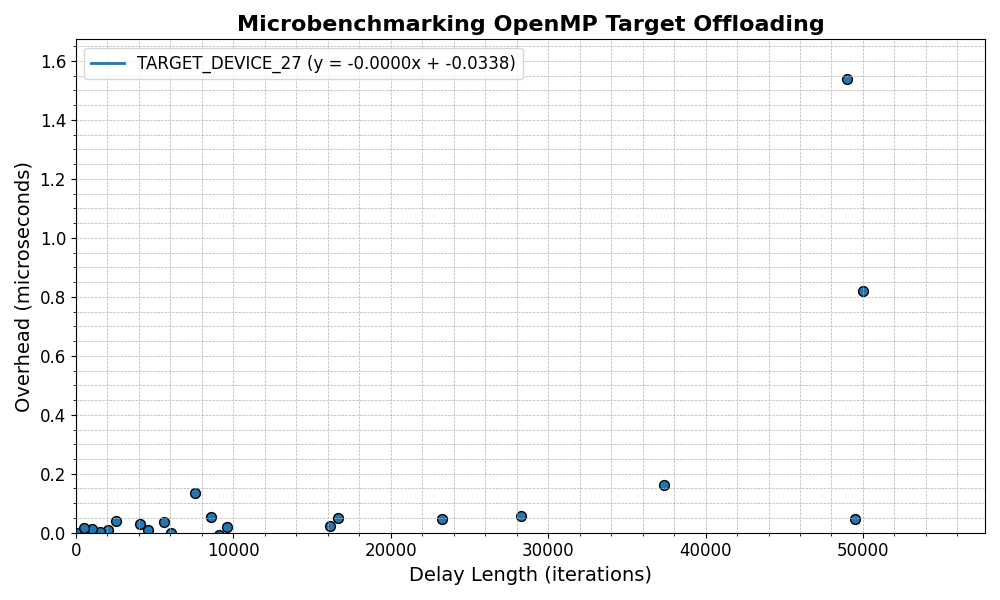 Microbenchmarking OpenMP Target Offloading
TARGET_DEVICE_27 (y = -0.0000x + -0.0338)
Overhead (microseconds)
1.6
1.4
1.2
1.0
0.8
0.6
0.4
0.2
0.0
0 10000 20000 30000 40000 50000
Delay Length (iterations)